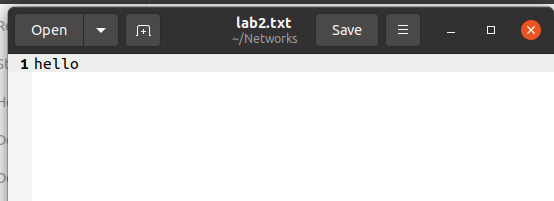 Open
lab2.txt
~/Networks
Save
1 hello